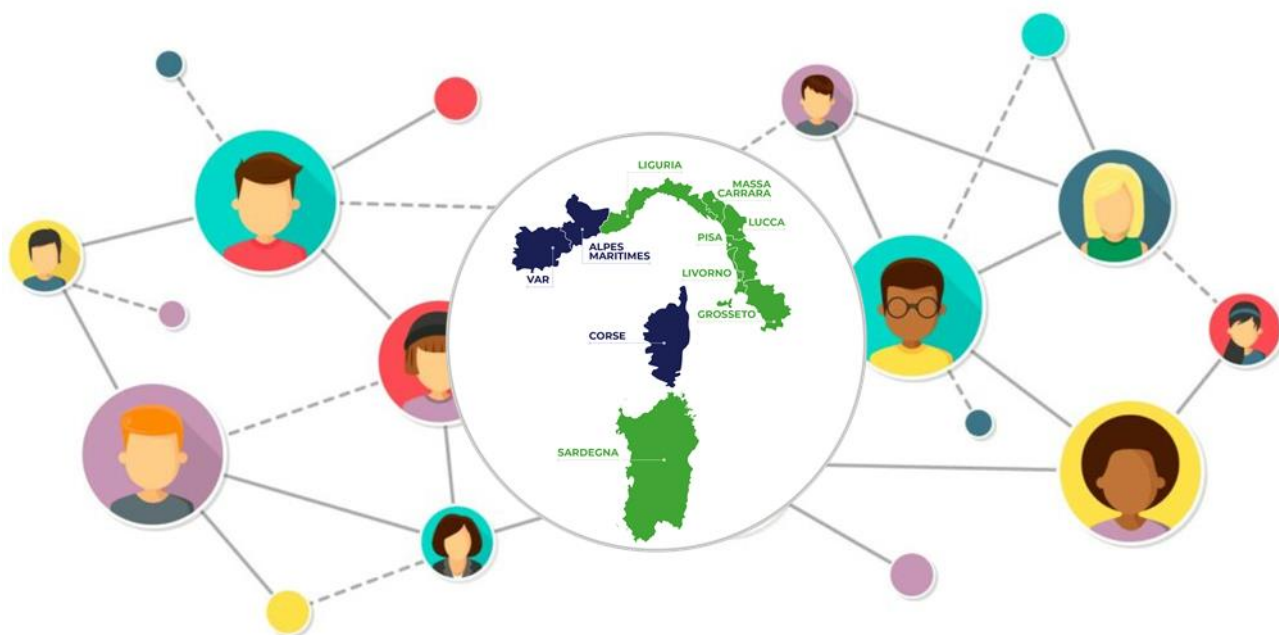 LIGURIA
MASSA
CARRARA
LUCCA
PISA
ALPES
MARITIMES
VAR
LIVORNO
GROSSETO
CORSE
SARDEGNA